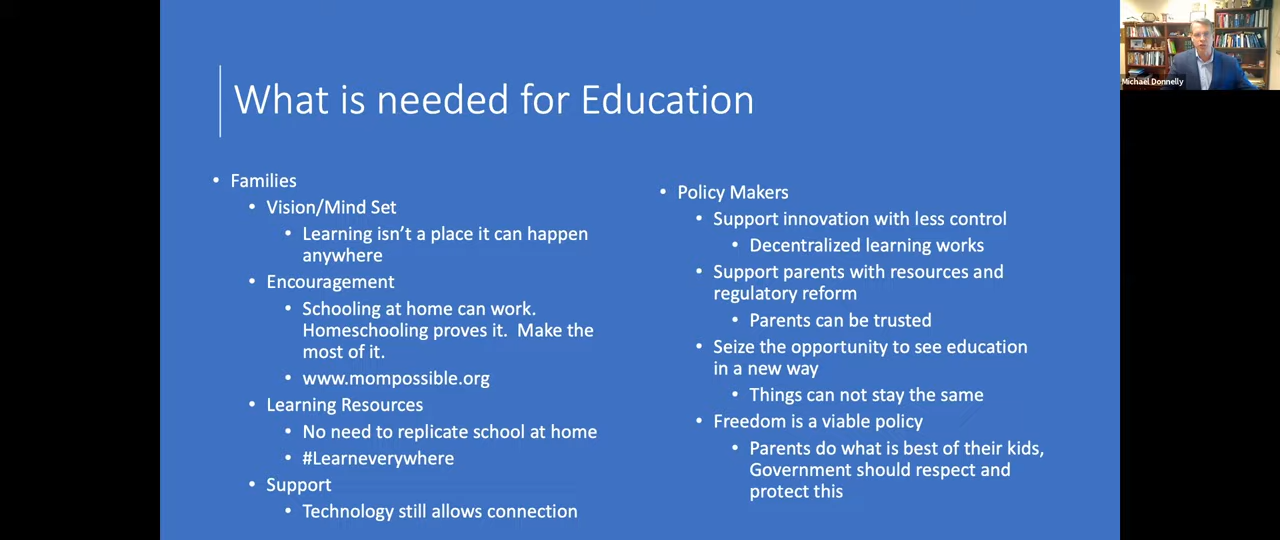 What is needed for Education
• Families
• Vision/Mind Set
• Learning isn't a place it can happen
anywhere
• Encouragement
• Schooling at home can work.
Homeschooling proves it.  Make the
most of it.
• www.mompossible.org
• Learning Resources
• No need to replicate school at home
• #Learneverywhere
• Support
• Technology still allows connection
• Policy Makers
• Support innovation with less control
• Decentralized learning works
• Support parents with resources and
regulatory reform
• Parents can be trusted
• Seize the opportunity to see education
in a new way
• Things can not stay the same
• Freedom is a viable policy
• Parents do what is best of their kids,
Government should respect and
protect this
Michael Donnelly